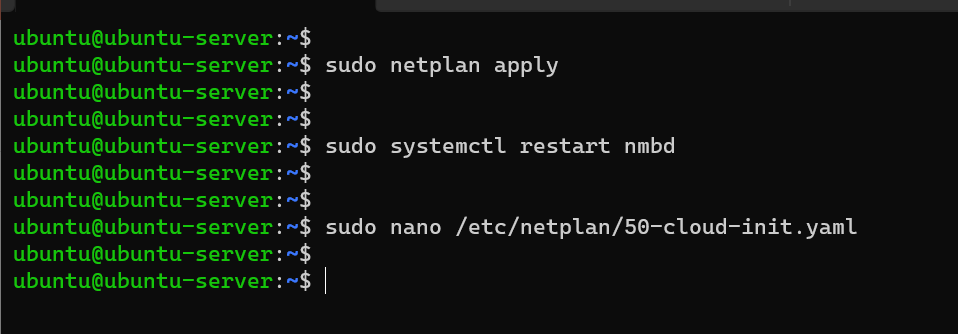 ubuntu@ubuntu-server:~$
ubuntu@ubuntu-server:~$ sudo netplan apply
ubuntu@ubuntu-server:~$
ubuntu@ubuntu-server:~$
ubuntu@ubuntu-server:~$ sudo systemctl restart nmbd
ubuntu@ubuntu-server:~$
ubuntu@ubuntu-server:~$
ubuntu@ubuntu-server:~$ sudo nano /etc/netplan/50-cloud-init.yaml
ubuntu@ubuntu-server:~$
ubuntu@ubuntu-server:~$